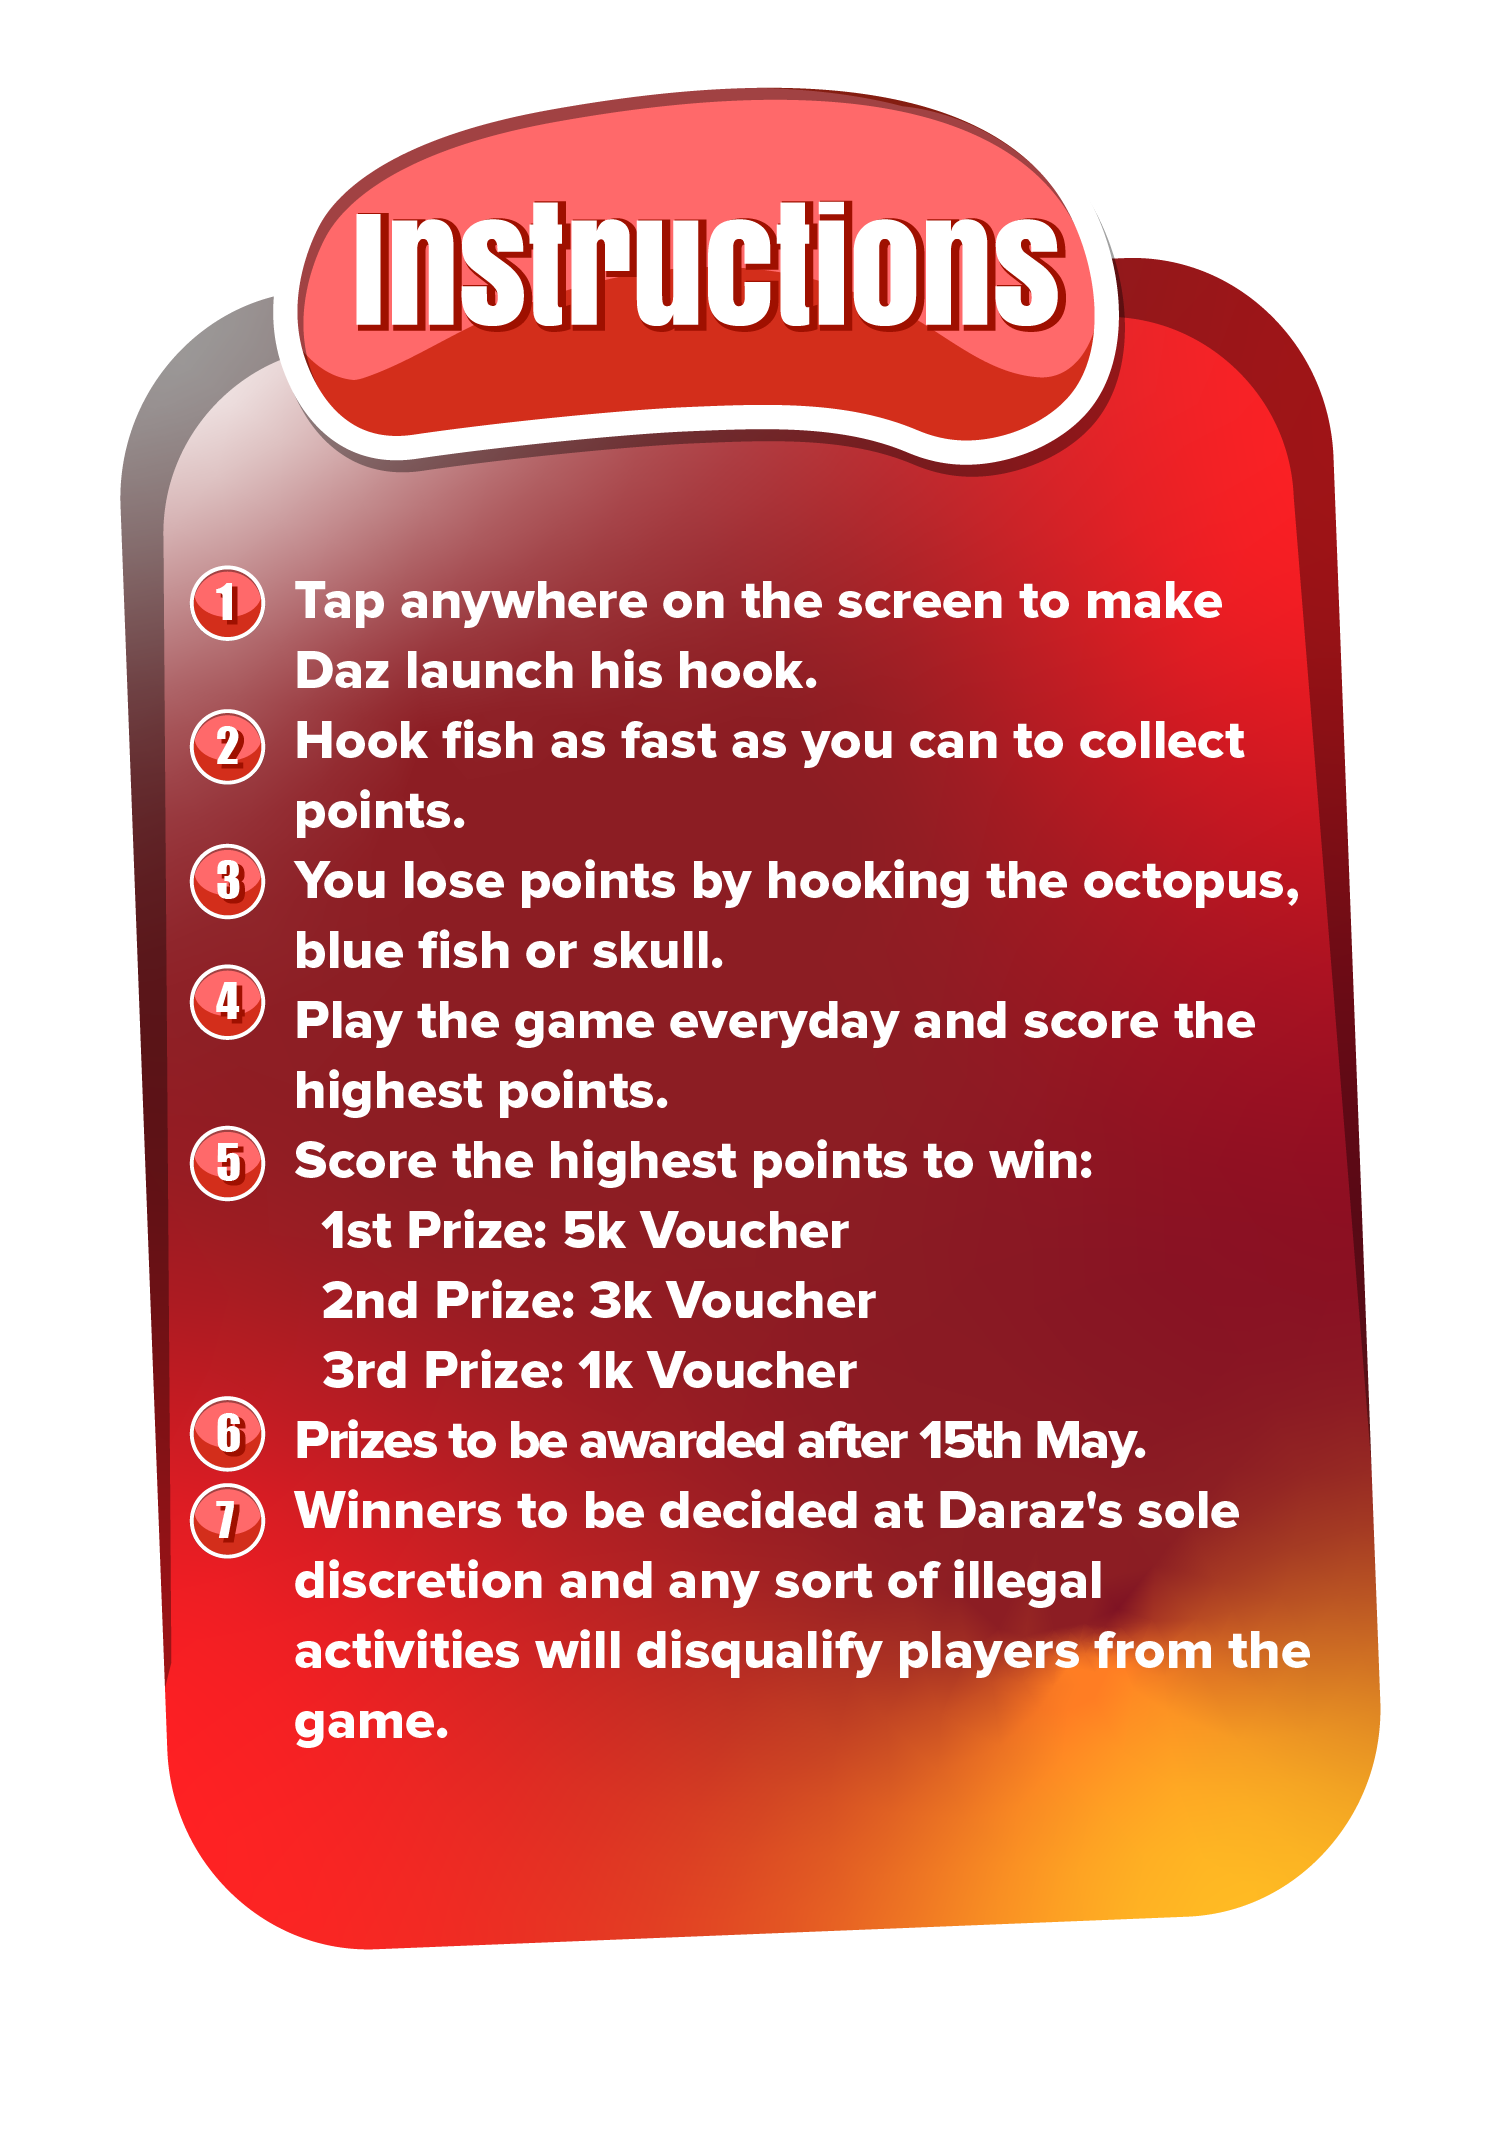 Instructions
1 Tap anywhere on the screen to make
Daz launch his hook.
2 Hook fish as fast as you can to collect
points.
3 You lose points by hooking the octopus,
blue fish or skull.
4 Play the game everyday and score the
highest points.
5 Score the highest points to win:
1st Prize: 5k Voucher
2nd Prize: 3k Voucher
3rd Prize: 1k Voucher
6 Prizes to be awarded after 15th May.
7 Winners to be decided at Daraz's sole
discretion and any sort of illegal
activities will disqualify players from the
game.